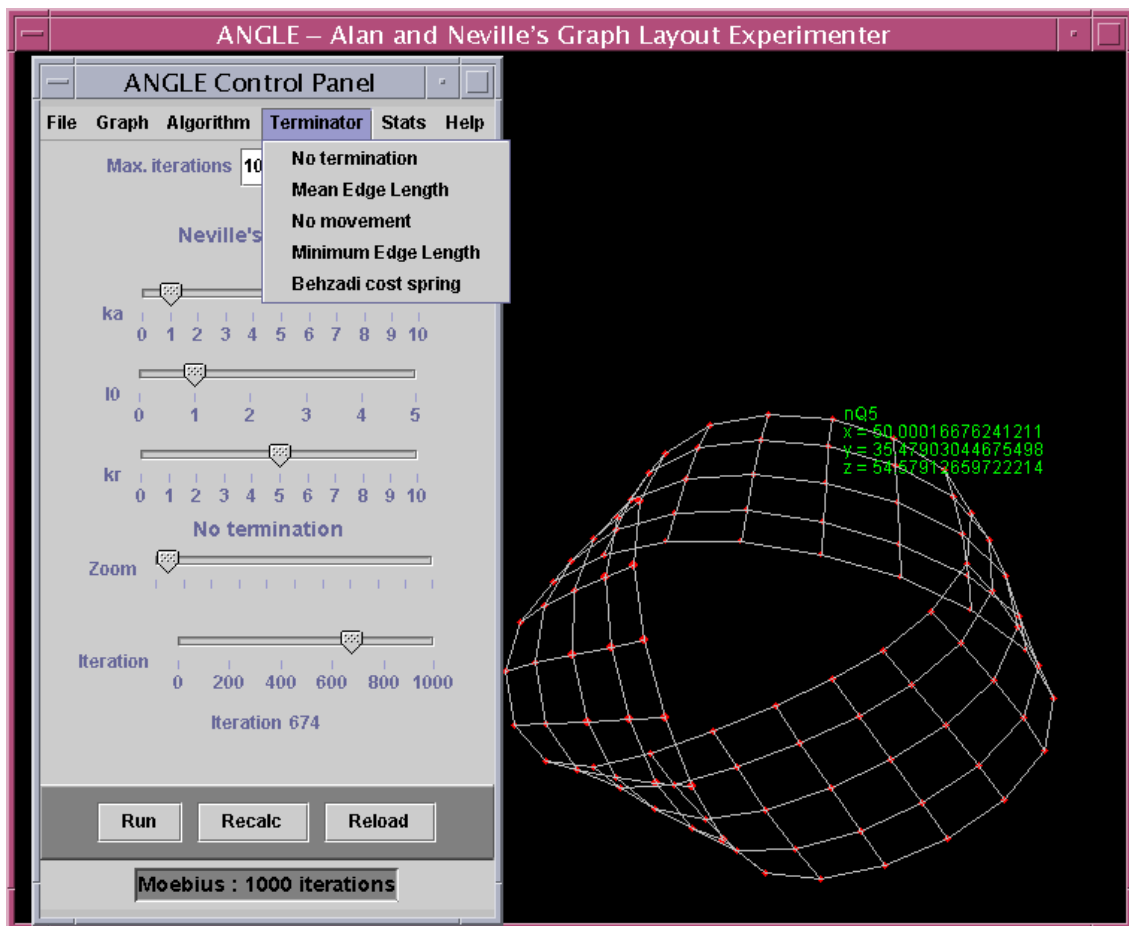 ANGLE – Alan and Neville's Graph Layout Experimenter
ANGLE Control Panel
File Graph Algorithm Terminator Stats Help
Max. iterations 10
No termination
Mean Edge Length
No movement
Minimum Edge Length
Behzadi cost spring
Neville's
ka
0 1 2 3 4 5 6 7 8 9 10
l0
0 1 2 3 4 5
kr
0 1 2 3 4 5 6 7 8 9 10
No termination
Zoom
Iteration
0 200 400 600 800 1000
Iteration 674
Run Recalc Reload
Moebius : 1000 iterations
nQ5
x = 50.00016676241211
y = 35.47903044675498
z = 54.57912659722214